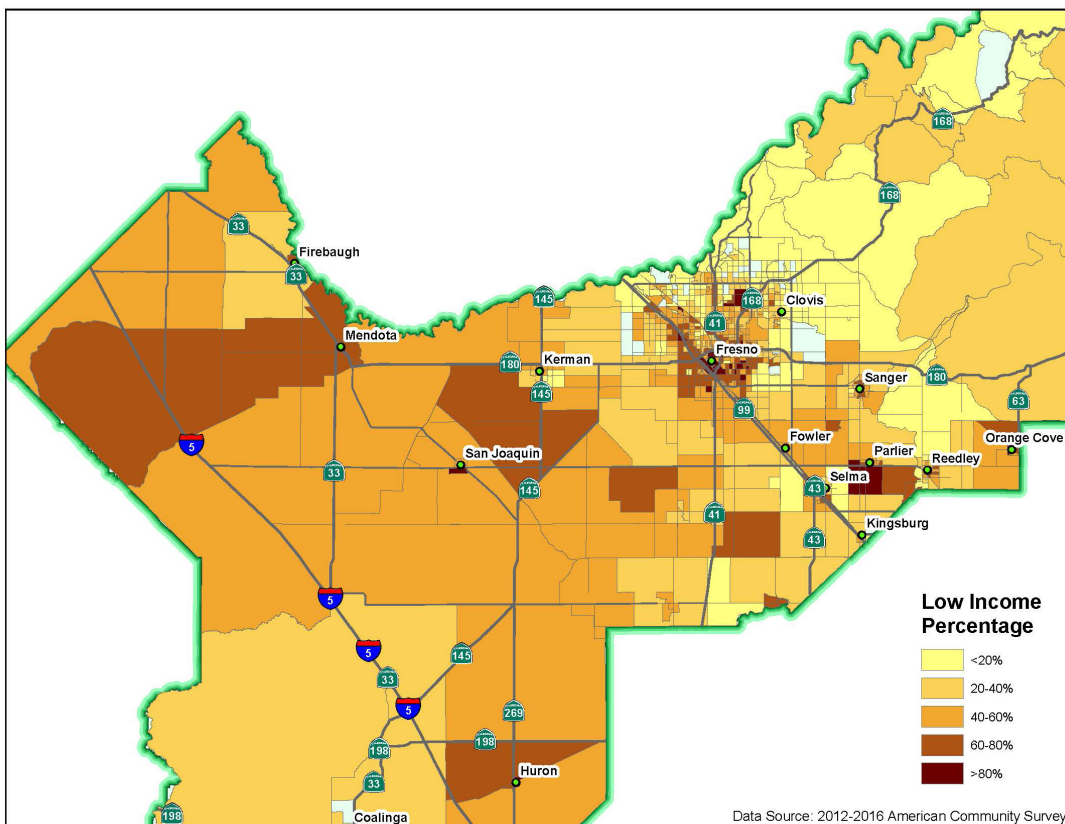 168
168
33
Firebaugh
33
145
168
Clovis
41
Mendota
Fresno
180
Kerman
145
180
Sanger
63
99
5
Fowler
Orange Cove
San Joaquin
Parlier
Reedley
33
145
Selma
43
41
Kingsburg
43
5
Low Income
Percentage
<20%
20-40%
40-60%
60-80%
>80%
5
145
33
5
269
198
198
Huron
33
198
Coalinga
Data Source: 2012-2016 American Community Survey